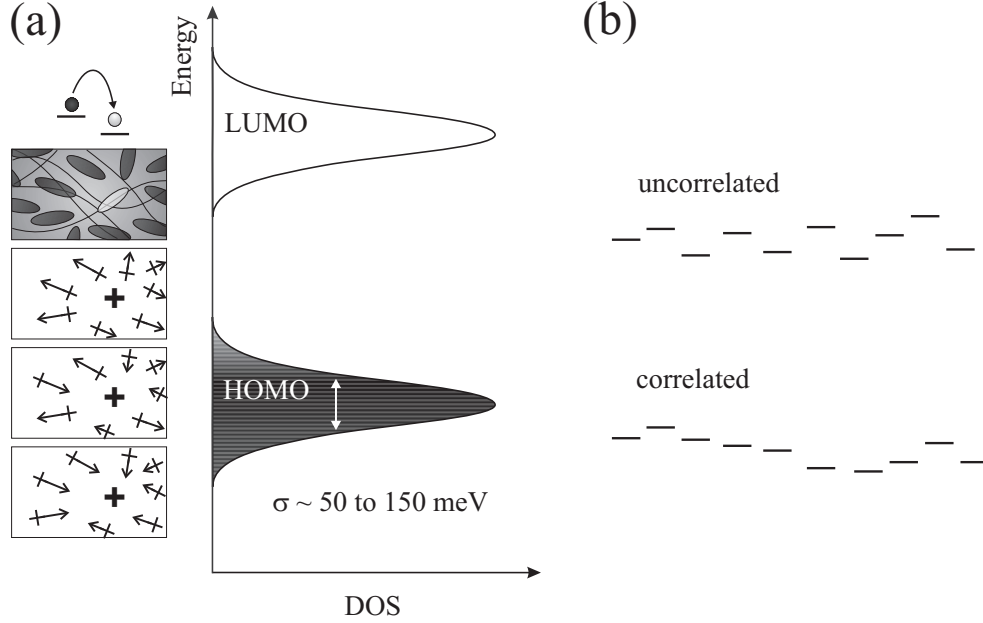 (a)
Energy
LUMO
HOMO
σ ~ 50 to 150 meV
DOS
(b)
uncorrelated
correlated